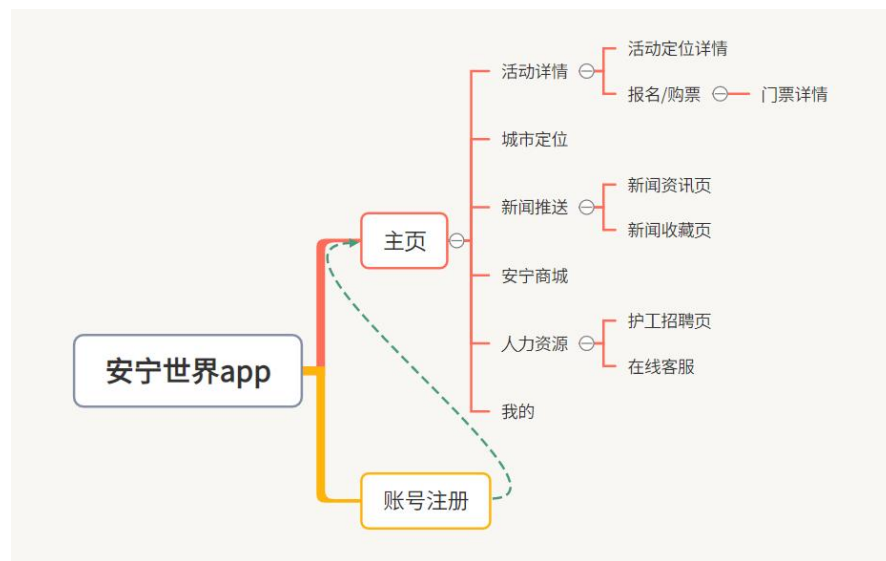 安宁世界app
主页
活动详情
活动定位详情
报名/购票
门票详情
城市定位
新闻推送
新闻资讯页
新闻收藏页
安宁商城
人力资源
护工招聘页
在线客服
我的
账号注册